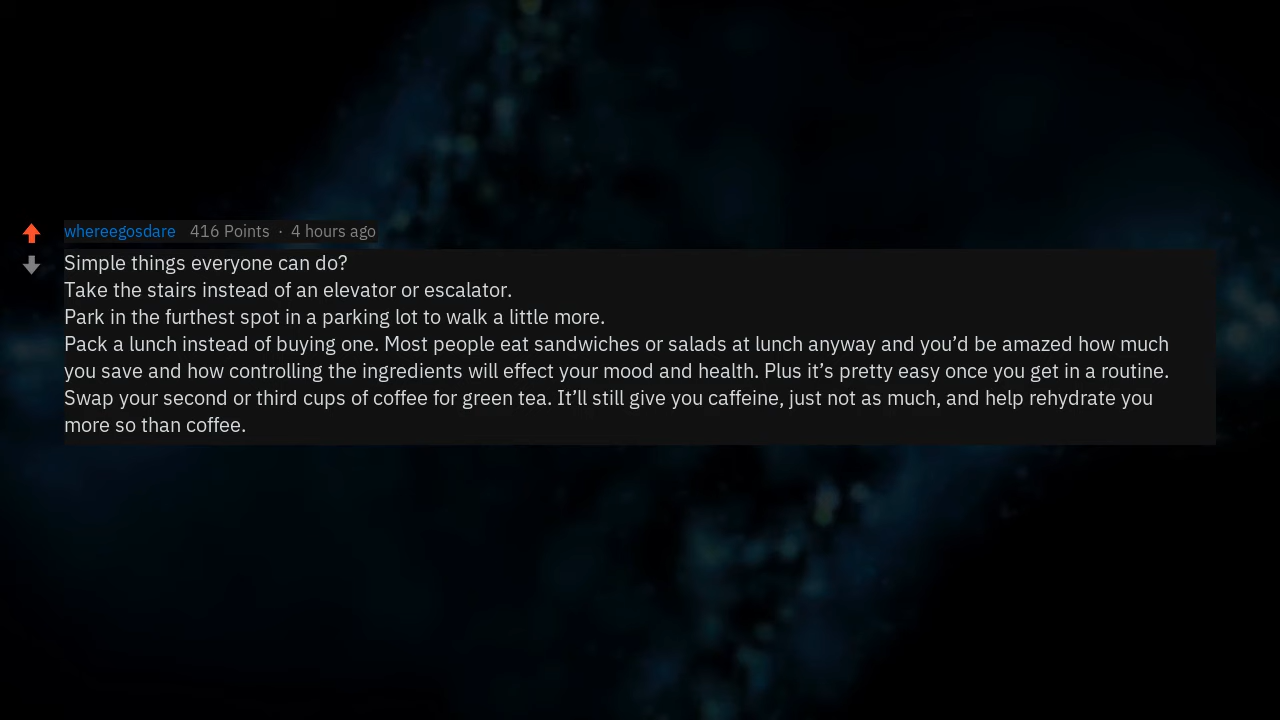 whereegosdare 416 Points · 4 hours ago
Simple things everyone can do?
Take the stairs instead of an elevator or escalator.
Park in the furthest spot in a parking lot to walk a little more.
Pack a lunch instead of buying one. Most people eat sandwiches or salads at lunch anyway and you’d be amazed how much
you save and how controlling the ingredients will effect your mood and health. Plus it’s pretty easy once you get in a routine.
Swap your second or third cups of coffee for green tea. It’ll still give you caffeine, just not as much, and help rehydrate you
more so than coffee.